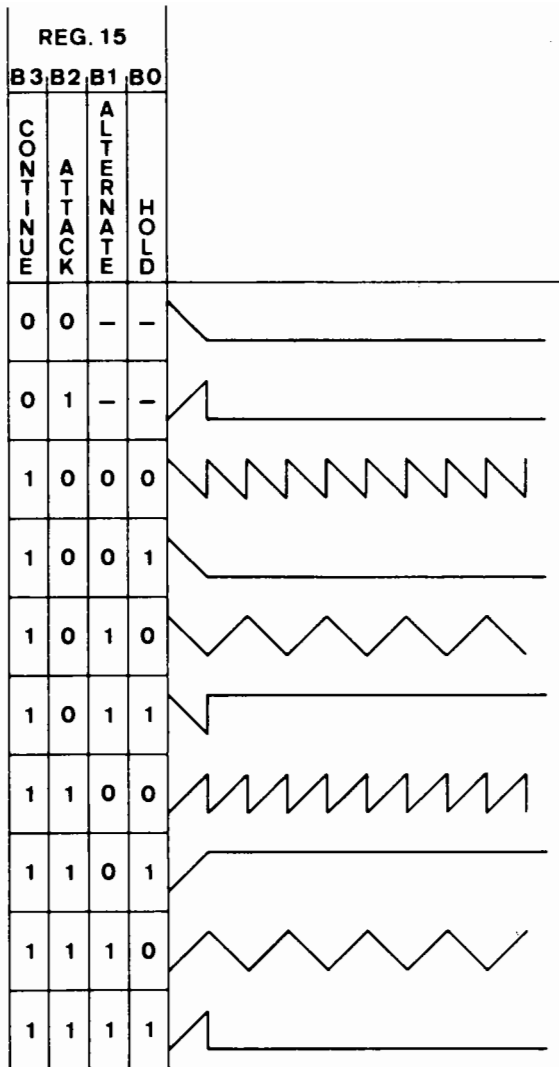 REG. 15
B3 B2 B1 B0
CONTINUE ATTACK ALTERNATE HOLD
0 0 – –
0 1 – –
1 0 0 0
1 0 0 1
1 0 1 0
1 0 1 1
1 1 0 0
1 1 0 1
1 1 1 0
1 1 1 1